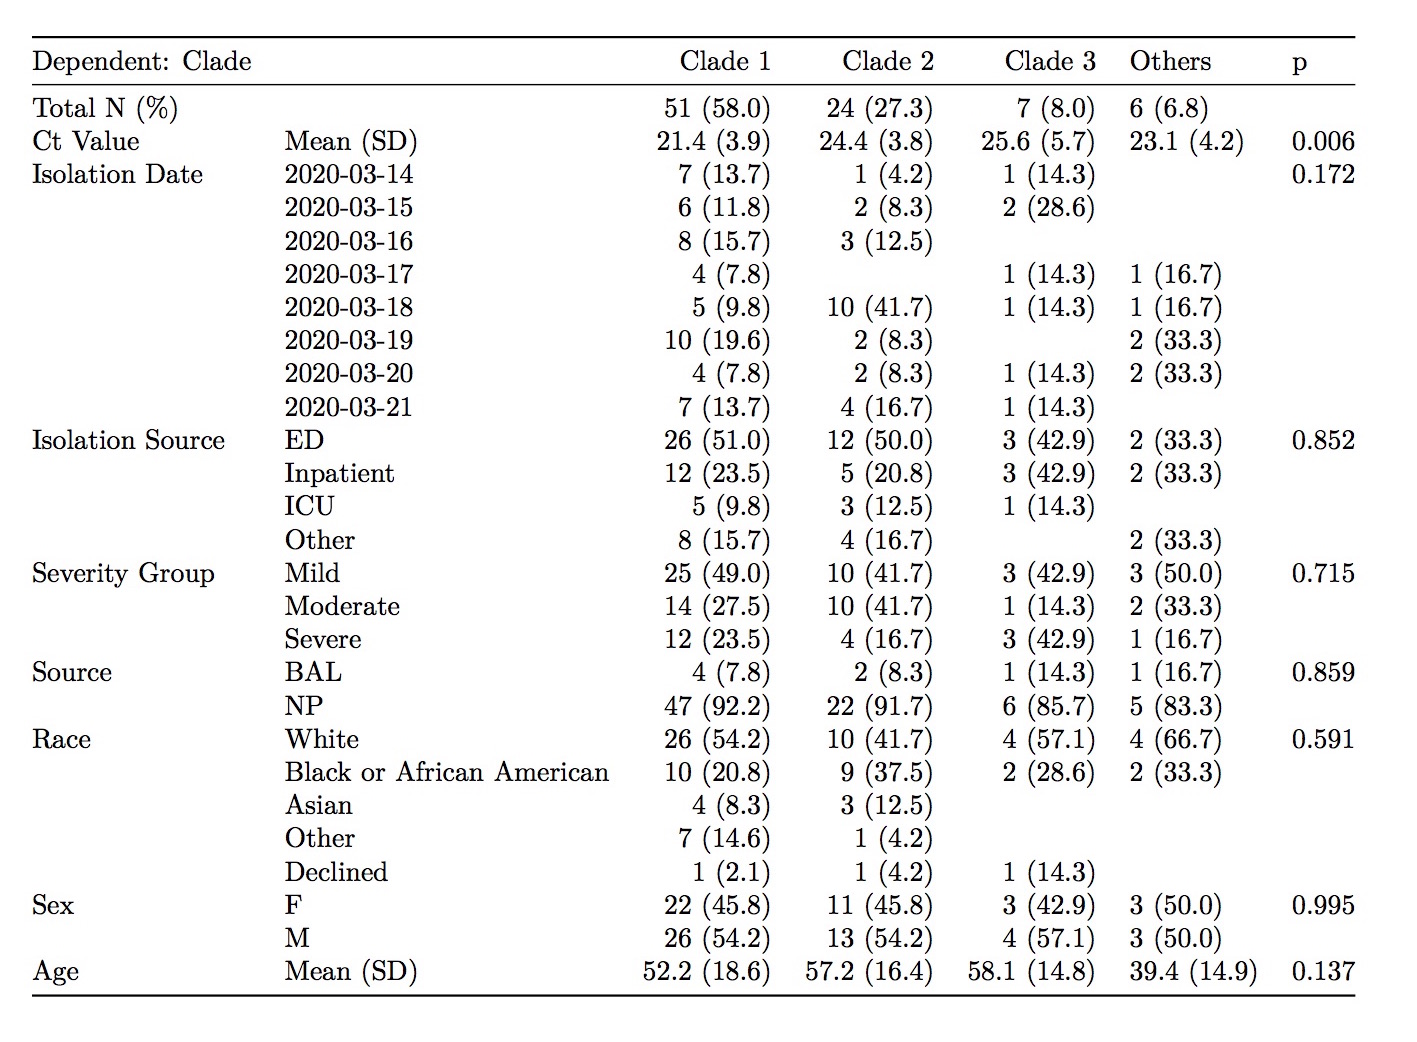 Dependent: Clade Clade 1 Clade 2 Clade 3 Others p
Total N (%) 51 (58.0) 24 (27.3) 7 (8.0) 6 (6.8)
Ct Value Mean (SD) 21.4 (3.9) 24.4 (3.8) 25.6 (5.7) 23.1 (4.2) 0.006
Isolation Date 2020-03-14 7 (13.7) 1 (4.2) 1 (14.3) 0.172
2020-03-15 6 (11.8) 2 (8.3) 2 (28.6)
2020-03-16 8 (15.7) 3 (12.5)
2020-03-17 4 (7.8) 1 (14.3) 1 (16.7)
2020-03-18 5 (9.8) 10 (41.7) 1 (14.3) 1 (16.7)
2020-03-19 10 (19.6) 2 (8.3) 2 (33.3)
2020-03-20 4 (7.8) 2 (8.3) 1 (14.3) 2 (33.3)
2020-03-21 7 (13.7) 4 (16.7) 1 (14.3)
Isolation Source ED 26 (51.0) 12 (50.0) 3 (42.9) 2 (33.3) 0.852
Inpatient 12 (23.5) 5 (20.8) 3 (42.9) 2 (33.3)
ICU 5 (9.8) 3 (12.5) 1 (14.3)
Other 8 (15.7) 4 (16.7) 2 (33.3)
Severity Group Mild 25 (49.0) 10 (41.7) 3 (42.9) 3 (50.0) 0.715
Moderate 14 (27.5) 10 (41.7) 1 (14.3) 2 (33.3)
Severe 12 (23.5) 4 (16.7) 3 (42.9) 1 (16.7)
Source BAL 4 (7.8) 2 (8.3) 1 (14.3) 1 (16.7) 0.859
NP 47 (92.2) 22 (91.7) 6 (85.7) 5 (83.3)
Race White 26 (54.2) 10 (41.7) 4 (57.1) 4 (66.7) 0.591
Black or African American 10 (20.8) 9 (37.5) 2 (28.6) 2 (33.3)
Asian 4 (8.3) 3 (12.5)
Other 7 (14.6) 1 (4.2)
Declined 1 (2.1) 1 (4.2) 1 (14.3)
Sex F 22 (45.8) 11 (45.8) 3 (42.9) 3 (50.0) 0.995
M 26 (54.2) 13 (54.2) 4 (57.1) 3 (50.0)
Age Mean (SD) 52.2 (18.6) 57.2 (16.4) 58.1 (14.8) 39.4 (14.9) 0.137